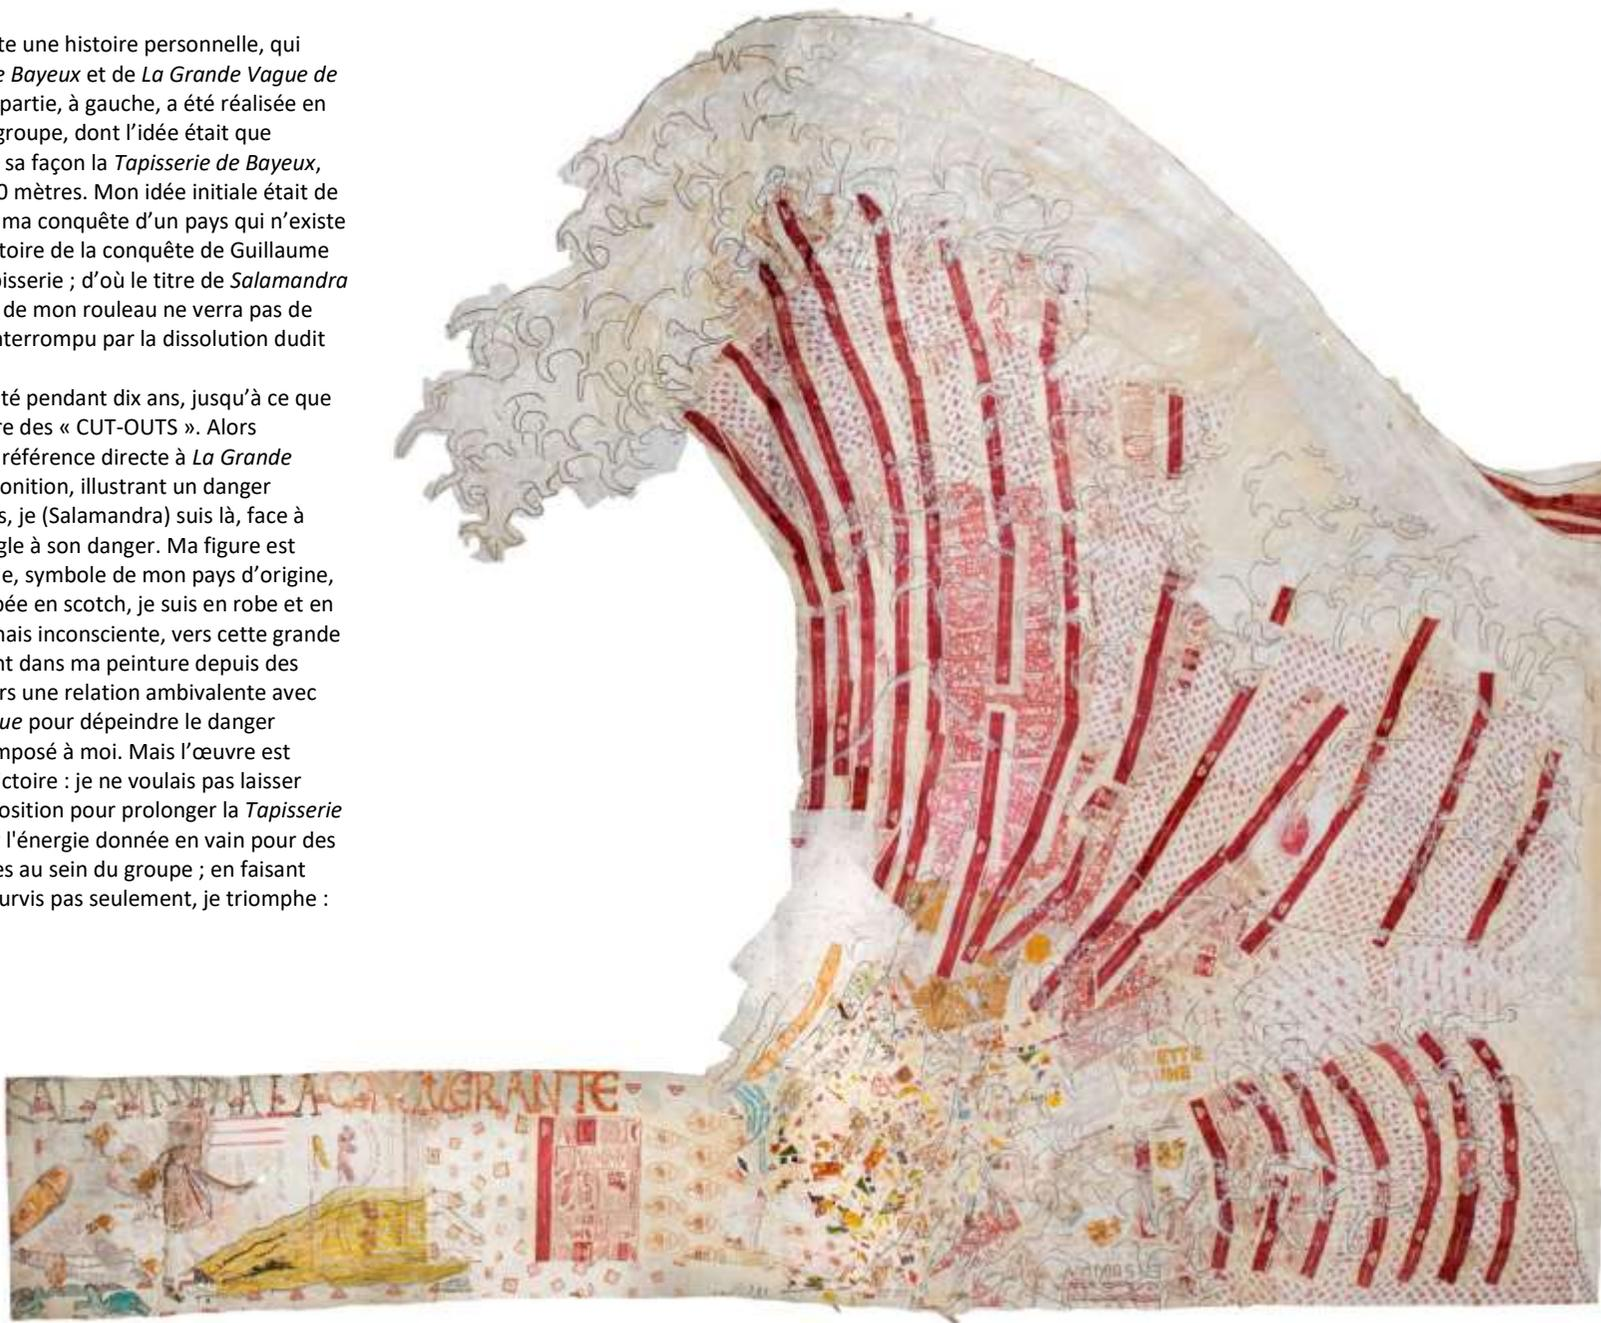 te une histoire personnelle, qui
e Bayeux et de La Grande Vague de
partie, à gauche, a été réalisée en
groupe, dont l’idée était que
sa façon la Tapisserie de Bayeux,
0 mètres. Mon idée initiale était de
ma conquête d’un pays qui n’existe
toire de la conquête de Guillaume
pisserie ; d’où le titre de Salamandra
de mon rouleau ne verra pas de
nterrompu par la dissolution dudit
té pendant dix ans, jusqu’à ce que
re des « CUT-OUTS ». Alors
référence directe à La Grande
onition, illustrant un danger
s, je (Salamandra) suis là, face à
gle à son danger. Ma figure est
e, symbole de mon pays d’origine,
pée en scotch, je suis en robe et en
nais inconsciente, vers cette grande
nt dans ma peinture depuis des
rs une relation ambivalente avec
ue pour dépeindre le danger
mposé à moi. Mais l’œuvre est
ictoire : je ne voulais pas laisser
position pour prolonger la Tapisserie
l'énergie donnée en vain pour des
es au sein du groupe ; en faisant
urvis pas seulement, je triomphe :
SALAMANDRA LA CONQUERANTE